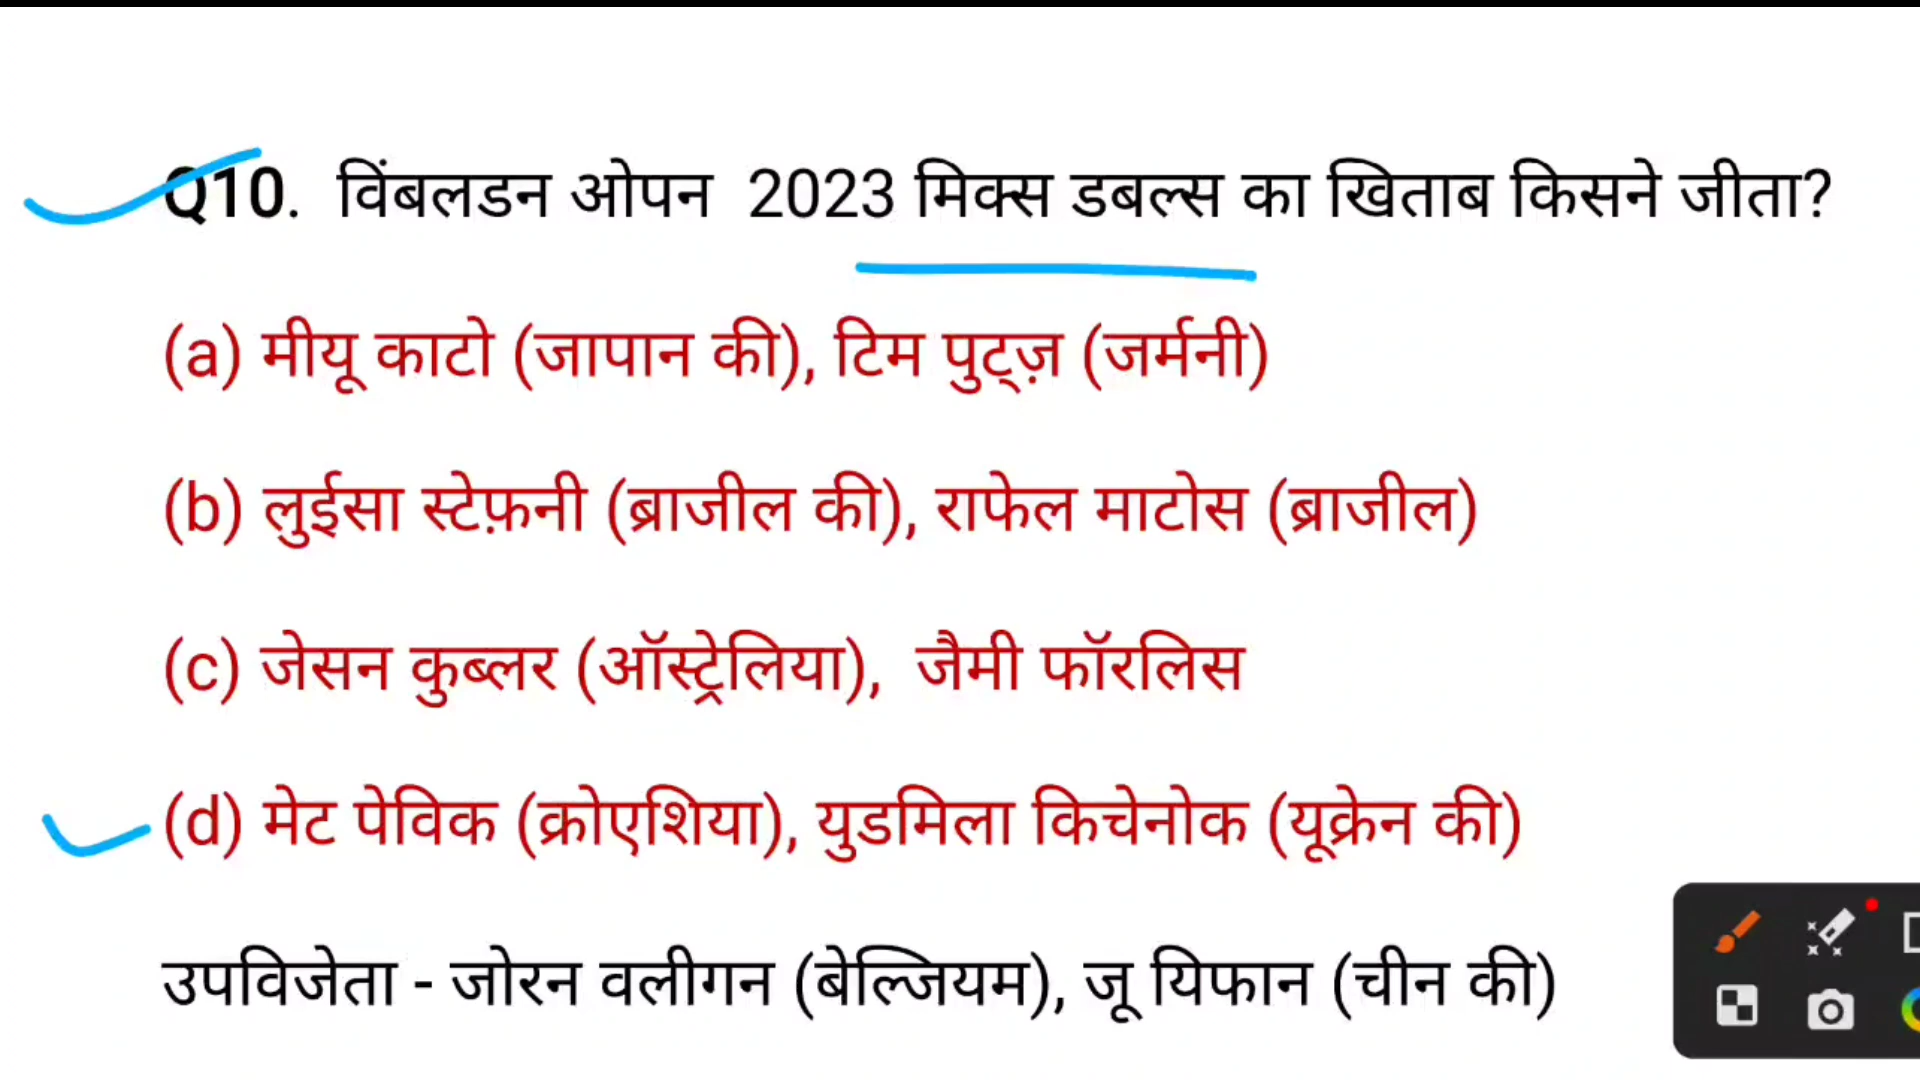 Q10. विंबलडन ओपन 2023 मिक्स डबल्स का खिताब किसने जीता?
(a) मीयू काटो (जापान की), टिम पुट्ज़ (जर्मनी)
(b) लुईसा स्टेफ़नी (ब्राजील की), राफेल माटोस (ब्राजील)
(c) जेसन कुब्लर (ऑस्ट्रेलिया), जैमी फॉरलिस
(d) मेट पेविक (क्रोएशिया), युडमिला किचेनोक (यूक्रेन की)
उपविजेता - जोरन वलीगन (बेल्जियम), जू यिफान (चीन की)